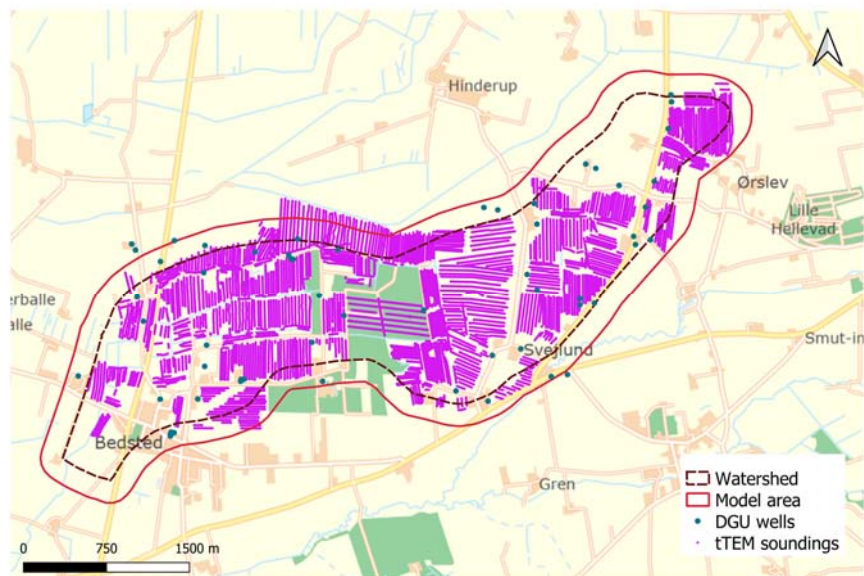 Hinderup
Ørslev
Lille
Hellevad
erballe
alle
Smut-in
Svejlund
Bedsted
Gren
Watershed
Model area
DGU wells
tTEM soundings
0 750 1500 m